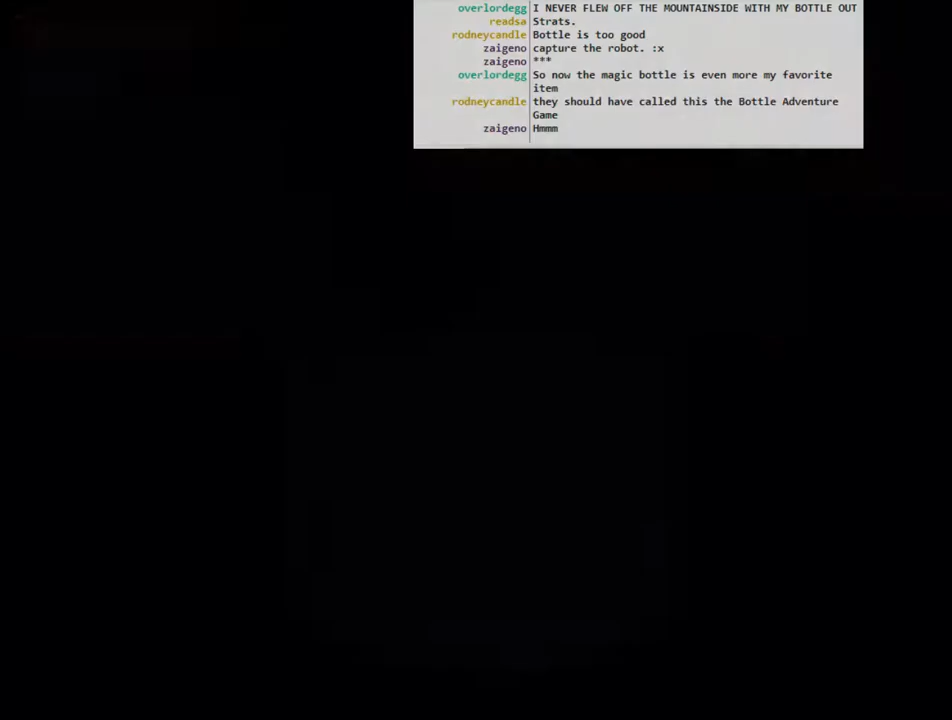 overlordegg I NEVER FLEW OFF THE MOUNTAINSIDE WITH MY BOTTLE OUT
readsa Strats.
rodneycandle Bottle is too good
zaigeno capture the robot. :x
zaigeno ***
overlordegg So now the magic bottle is even more my favorite
item
rodneycandle they should have called this the Bottle Adventure
Game
zaigeno Hmmm